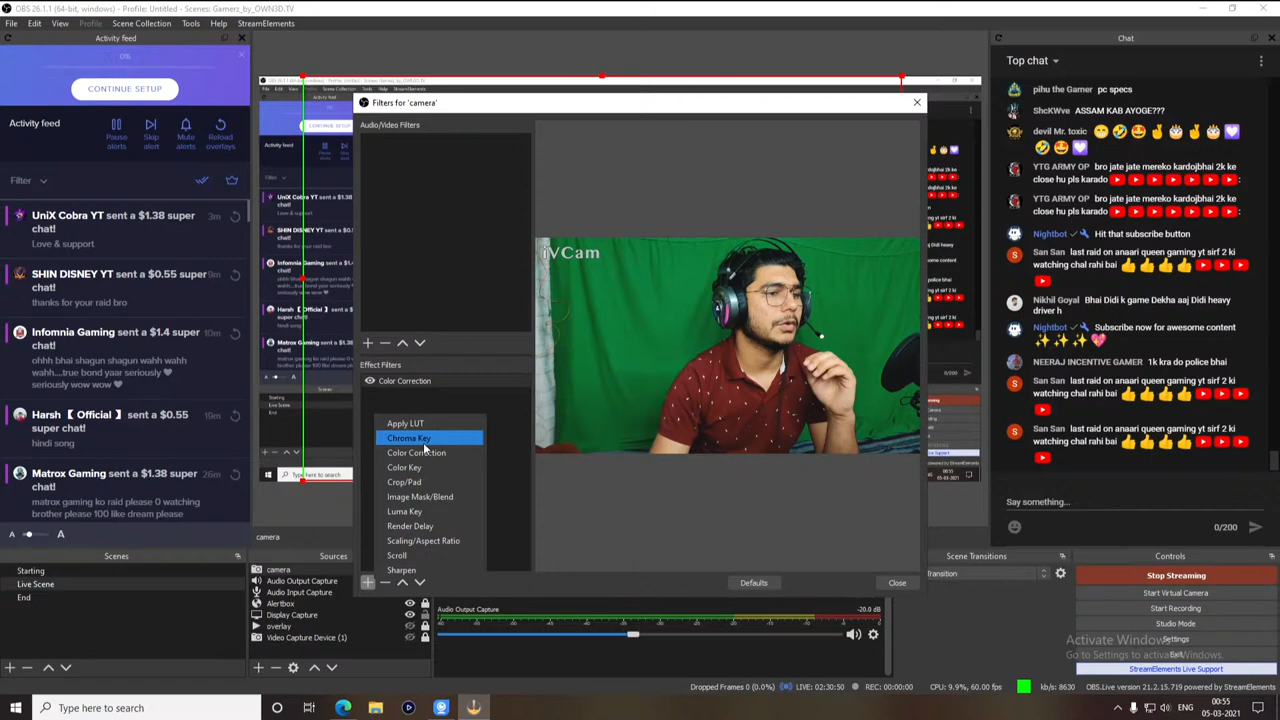 OBS 26.1.1 (64-bit, windows) - Profile: Untitled - Scenes: Gamerz_by_OWN3D.TV
File Edit View Profile Scene Collection Tools Help StreamElements
Activity feed
0%
CONTINUE SETUP
Activity feed
Pause alerts
Skip alert
Mute alerts
Reload overlays
Filter
UniX Cobra YT sent a $1.38 super chat!
3m
Love & support
SHIN DISNEY YT sent a $0.55 super chat!
9m
thanks for your raid bro
Infomnia Gaming sent a $1.4 super chat!
10m
ohhh bhai shagun shagun wahh
wahh....true bond yaar seriously
wowowowow
Harsh【 Official 】 sent a $0.55 super chat!
19m
hindi song
Matrox Gaming sent a $1.38 super chat!
23m
matrox gaming ko raid please 0 watching
brother please 100 like dream please
A A
Filters for 'camera'
Audio/Video Filters
iVCam
Effect Filters
Color Correction
Apply LUT
Chroma Key
Color Correction
Color Key
Crop/Pad
Image Mask/Blend
Luma Key
Render Delay
Scaling/Aspect Ratio
Scroll
Sharpen
Defaults
Close
Chat
Top chat
pihu the Gamer pc specs
SheKWve ASSAM KAB AYOGE???
devil Mr. toxic
YTG ARMY OP bro jate jate mereko kardojbhai 2k ke
close hu pls karado :
YTG ARMY OP bro jate jate mereko kardojbhai 2k ke
close hu pls karado :
Nightbot Hit that subscribe button
San San last raid on anaari queen gaming yt sirf 2 ki
watching chal rahi bai
Nikhil Goyal Bhai Didi k game Dekha aaj Didi heavy
driver h
Nightbot Subscribe now for awesome content
NEERAJ INCENTIVE GAMER 1k kra do police bhai
San San last raid on anaari queen gaming yt sirf 2 ki
watching chal rahi bai
San San last raid on anaari queen gaming yt sirf 2 ki
watching chal rahi bai
Say something...
0/200
camera
Scenes
Starting
Live Scene
End
Sources
camera
Audio Output Capture
Audio Input Capture
Alertbox
Display Capture
overlay
Video Capture Device (1)
Audio Output Capture
-20.0 dB
Scene Transitions
Transition
Controls
Stop Streaming
Start Virtual Camera
Start Recording
Studio Mode
Settings
Exit
StreamElements Live Support
Activate Windows
Go to Settings to activate Windows.
Dropped Frames 0 (0.0%) LIVE: 02:30:50 REC: 00:00:00 CPU: 9.9%, 60.00 fps kb/s: 8630 OBS.Live version 21.2.15.719 powered by StreamElements
Type here to search
ENG
00:55
05-03-2021